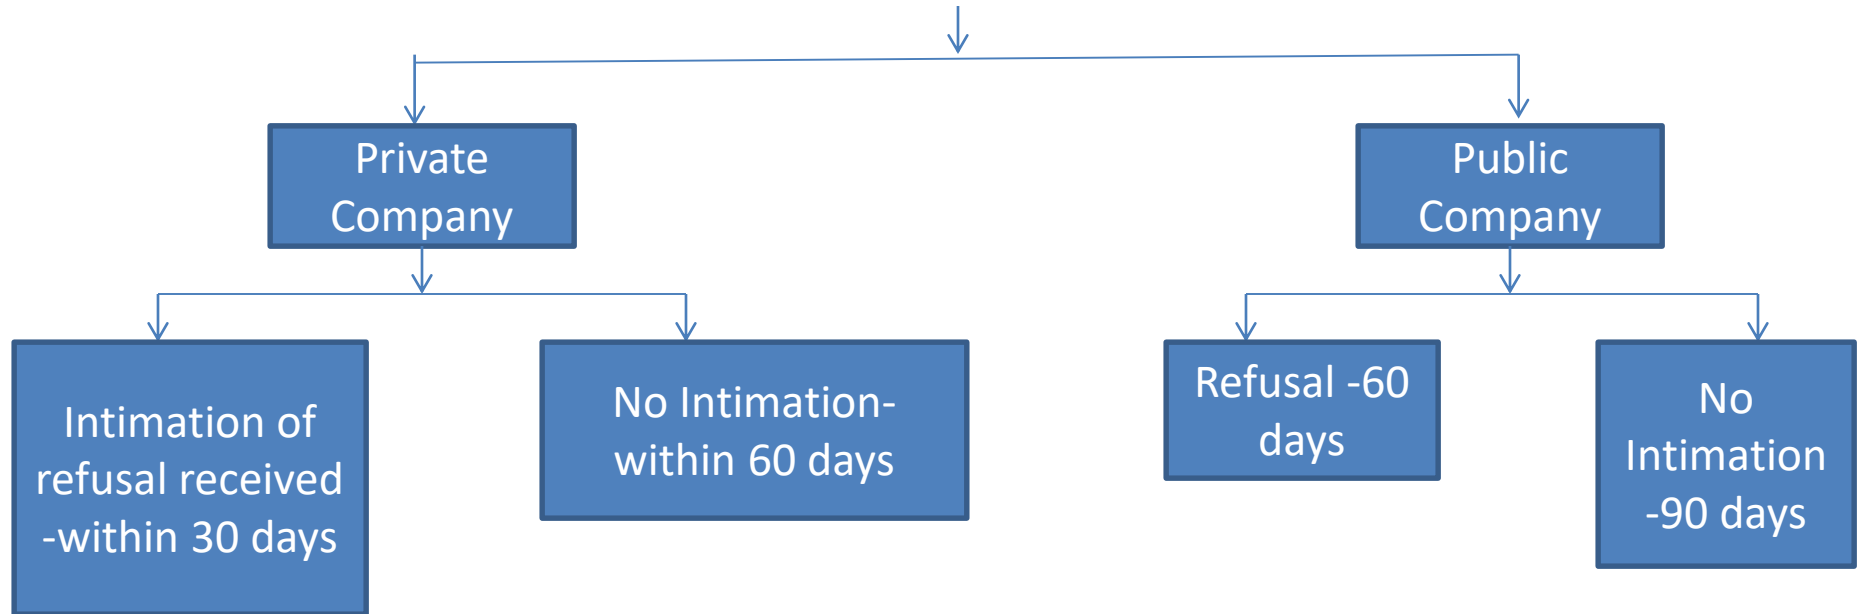 Private
Company
Public
Company
Intimation of
refusal received
-within 30 days
No Intimation-
within 60 days
Refusal -60
days
No
Intimation
-90 days